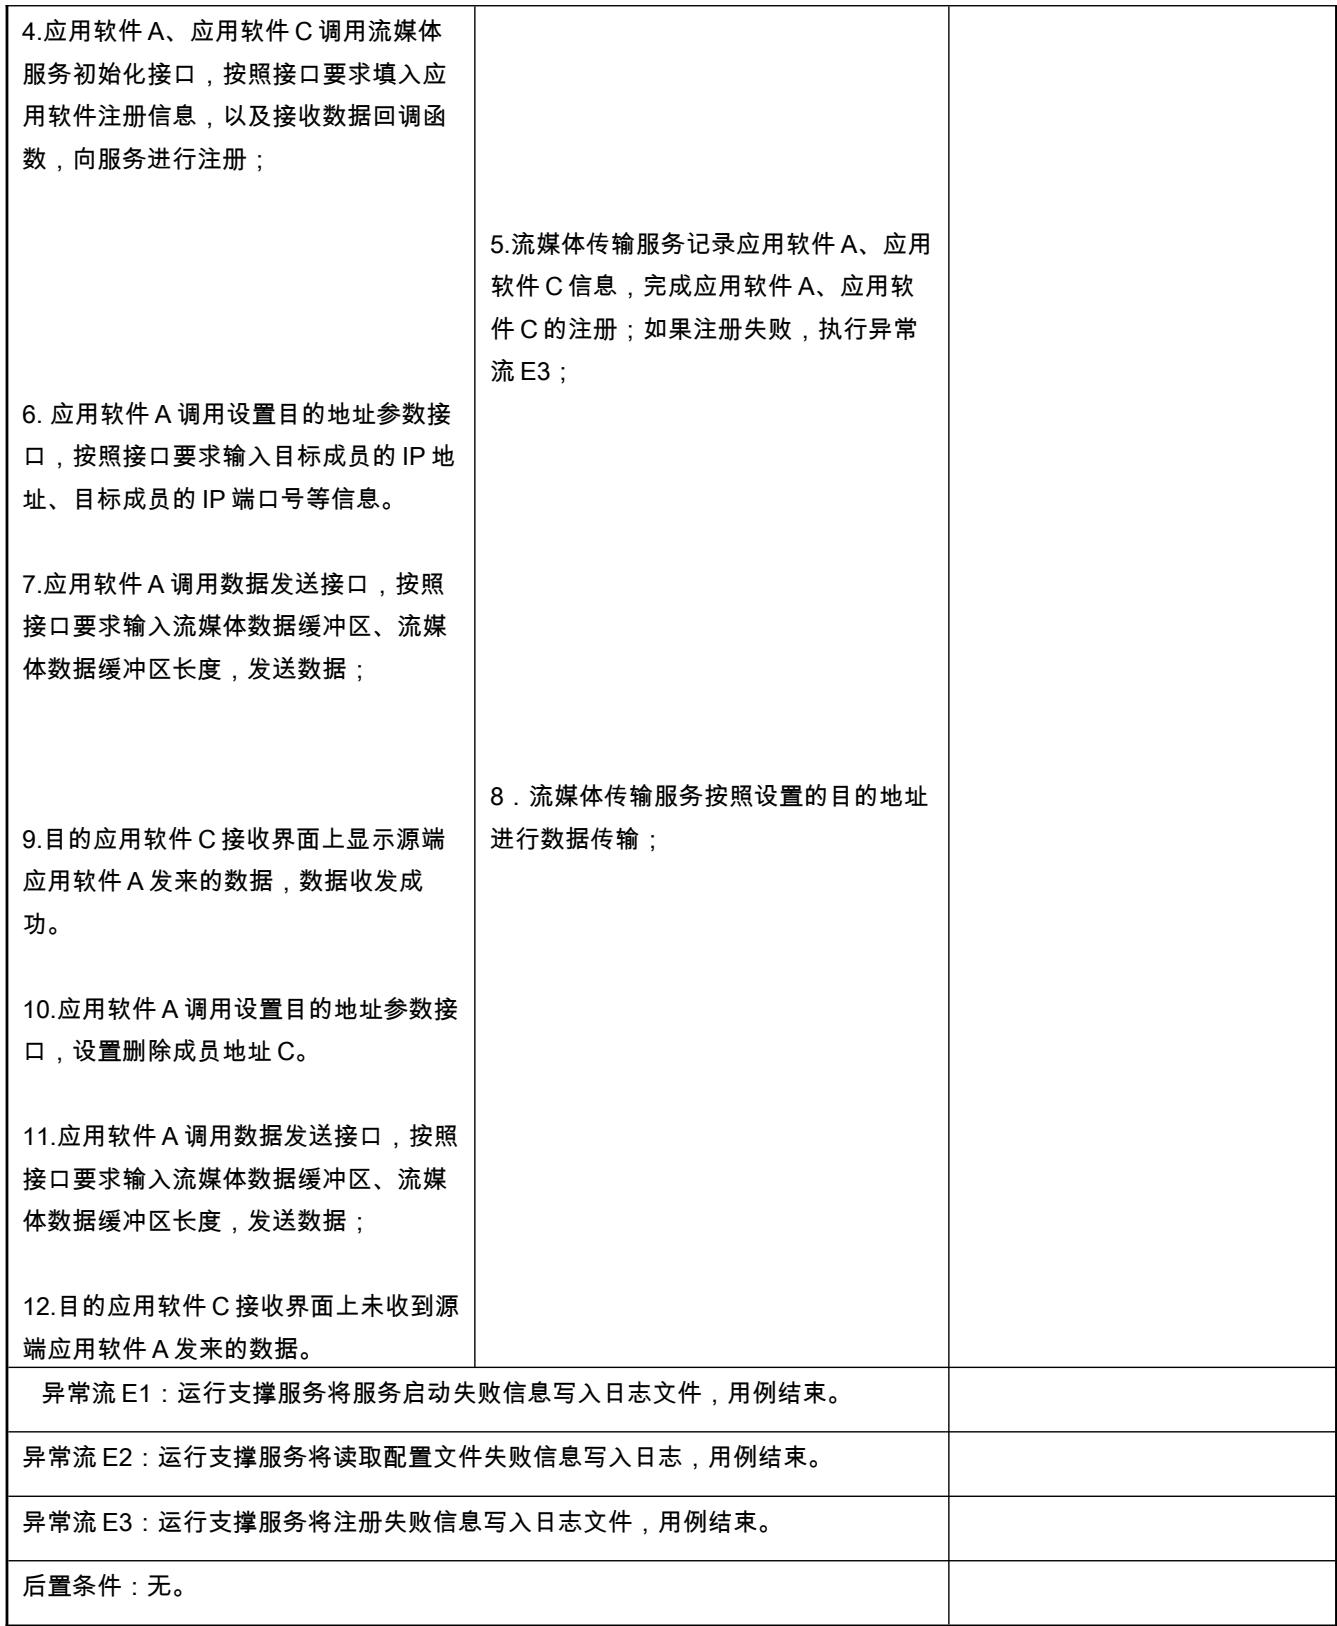 4.应用软件 A、应用软件 C 调用流媒体
服务初始化接口，按照接口要求填入应
用软件注册信息，以及接收数据回调函
数，向服务进行注册；
5.流媒体传输服务记录应用软件 A、应用
软件 C 信息，完成应用软件 A、应用软
件 C 的注册；如果注册失败，执行异常
流 E3；
6. 应用软件 A 调用设置目的地址参数接
口，按照接口要求输入目标成员的 IP 地
址、目标成员的 IP 端口号等信息。
7.应用软件 A 调用数据发送接口，按照
接口要求输入流媒体数据缓冲区、流媒
体数据缓冲区长度，发送数据；
8．流媒体传输服务按照设置的目的地址
进行数据传输；
9.目的应用软件 C 接收界面上显示源端
应用软件 A 发来的数据，数据收发成
功。
10.应用软件 A 调用设置目的地址参数接
口，设置删除成员地址 C。
11.应用软件 A 调用数据发送接口，按照
接口要求输入流媒体数据缓冲区、流媒
体数据缓冲区长度，发送数据；
12.目的应用软件 C 接收界面上未收到源
端应用软件 A 发来的数据。
异常流 E1：运行支撑服务将服务启动失败信息写入日志文件，用例结束。
异常流 E2：运行支撑服务将读取配置文件失败信息写入日志，用例结束。
异常流 E3：运行支撑服务将注册失败信息写入日志文件，用例结束。
后置条件：无。